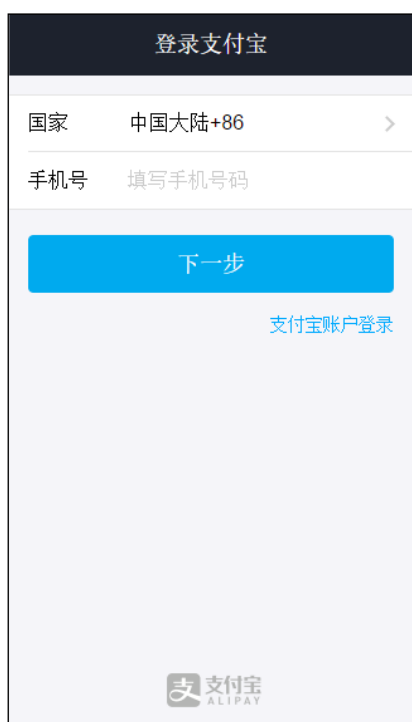 登录支付宝
国家 中国大陆+86
手机号 填写手机号码
下一步
支付宝账户登录
支 支付宝
ALIPAY